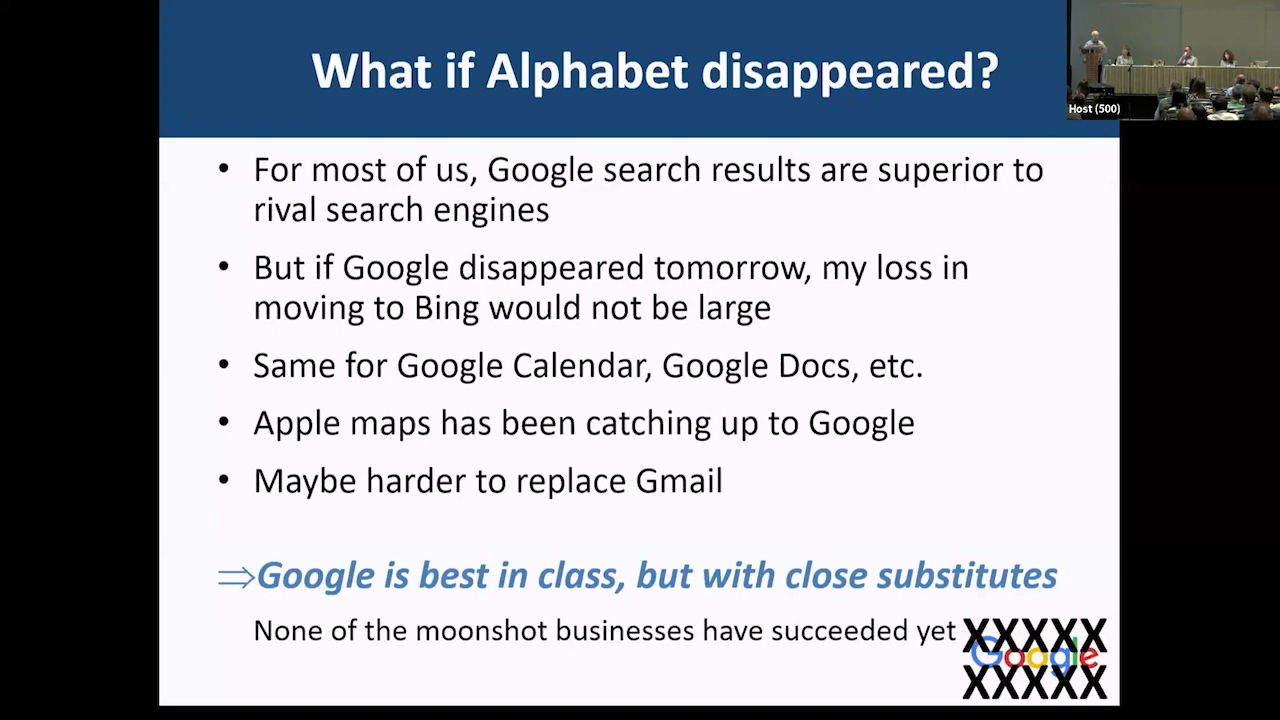 What if Alphabet disappeared?
Host (500)
• For most of us, Google search results are superior to
rival search engines
• But if Google disappeared tomorrow, my loss in
moving to Bing would not be large
• Same for Google Calendar, Google Docs, etc.
• Apple maps has been catching up to Google
• Maybe harder to replace Gmail
⇒Google is best in class, but with close substitutes
None of the moonshot businesses have succeeded yet
XXXXX
Google
XXXXX